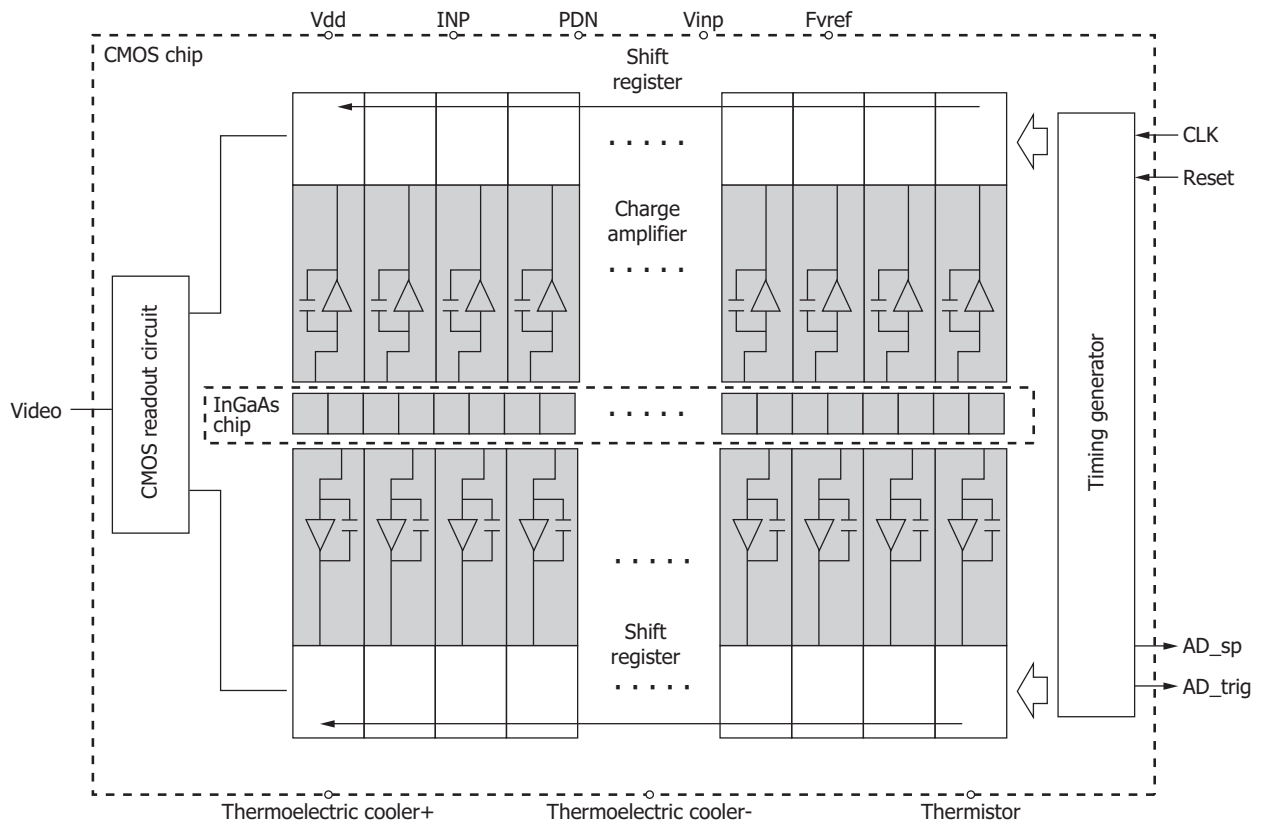 Vdd
INP
PDN
Vinp
Fvref
CMOS chip
Shift
register
CLK
Reset
Charge
amplifier
CMOS readout circuit
Video
InGaAs
chip
Timing generator
Shift
register
AD_sp
AD_trig
Thermoelectric cooler+
Thermoelectric cooler-
Thermistor